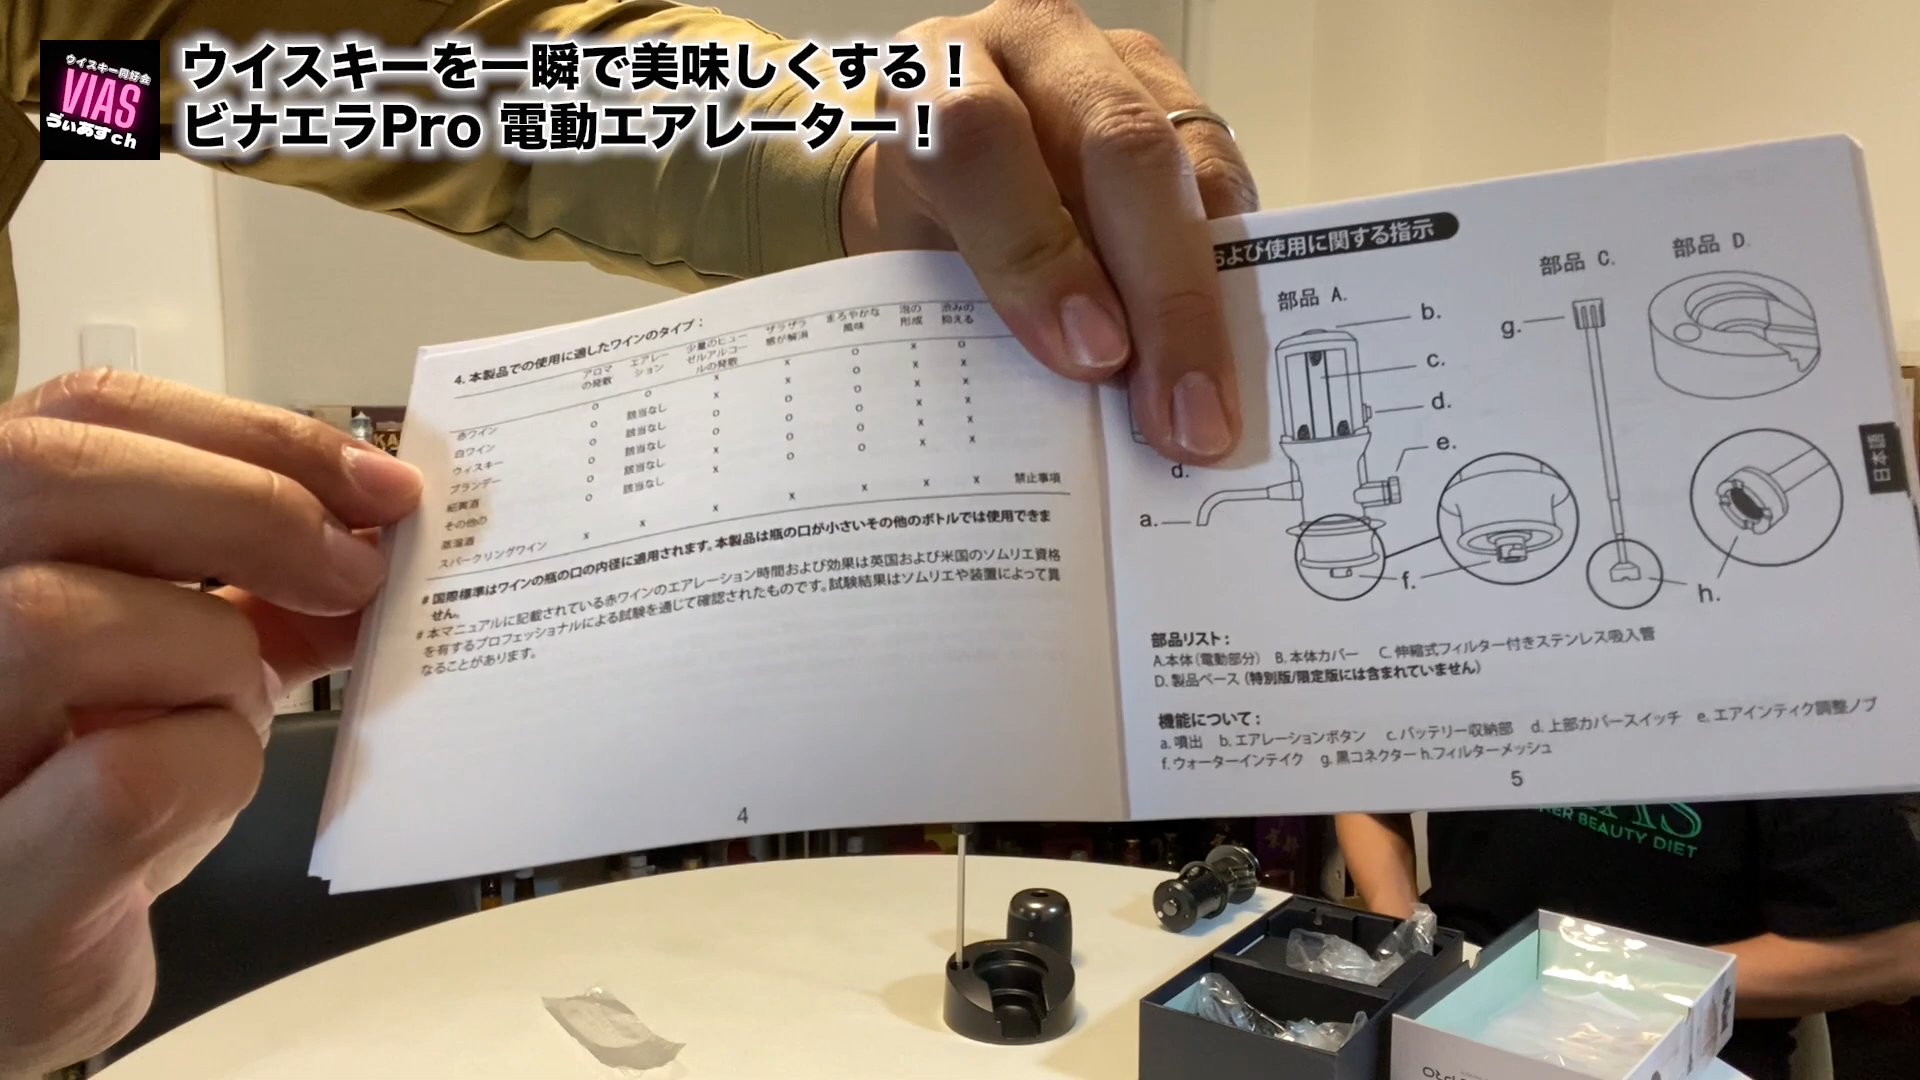 ウイスキー同好会
VIAS
ゔぃあすch
ウイスキーを一瞬で美味しくする！
ビナエラPro 電動エアレーター！
4. 本製品での使用に適したワインのタイプ：
アロマの発散 エアレーション 少量のヒューゼルアルコールの発散 ザラザラ感が解消 まろやかな風味 泡の形成 渋みの抑える
赤ワイン o o x x o x o
白ワイン o 該当なし x x o x x
ウィスキー o 該当なし o o o x x
ブランデー o 該当なし o o o x x
紹興酒 o 該当なし x o o x x
その他の蒸溜酒 o 該当なし x o o x x
スパークリングワイン x x x x x x x 禁止事項
# 国際標準はワインの瓶の口の内径に適用されます。本製品は瓶の口が小さいその他のボトルでは使用できません。
# 本マニュアルに記載されている赤ワインのエアレーション時間および効果は英国および米国のソムリエ資格
を有するプロフェッショナルによる試験を通じて確認されたものです。試験結果はソムリエや装置によって異
なることがあります。
4
および使用に関する指示
部品 A.
部品 C.
部品 D.
a.
b.
c.
d.
d.
e.
f.
g.
h.
日本語
部品リスト：
A.本体（電動部分） B.本体カバー C.伸縮式フィルター付きステンレス吸入管
D.製品ベース（特別版/限定版には含まれていません）
機能について：
a.噴出 b.エアレーションボタン c.バッテリー収納部 d.上部カバースイッチ e.エアインティク調整ノブ
f.ウォーターインテイク g.黒コネクター h.フィルターメッシュ
5
BEAUTY DIET